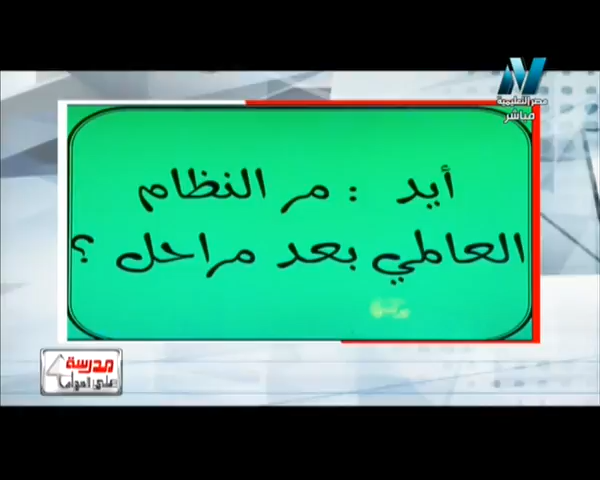 مصر التعليمية
مباشر
أيد : مر النظام
العالمي بعد مراحل ؟
مدرسة
على الهواء